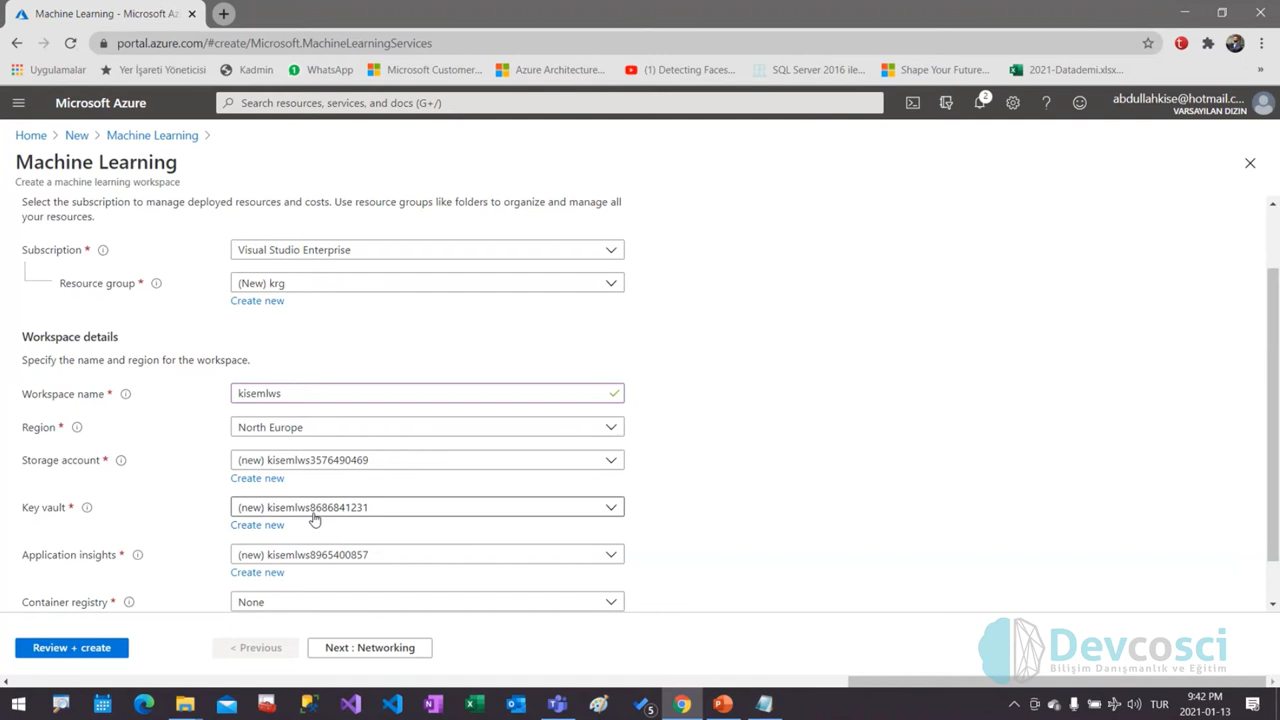 Machine Learning - Microsoft Az
portal.azure.com/#create/Microsoft.MachineLearningServices
Uygulamalar
Yer İşareti Yöneticisi
Kadmin
WhatsApp
Microsoft Customer...
Azure Architecture...
(1) Detecting Faces...
SQL Server 2016 ile...
Shape Your Future...
2021-Datademi.xlsx...
Microsoft Azure
Search resources, services, and docs (G+/)
2
abdullahkise@hotmail.c...
VARSAYILAN DIZIN
Home > New > Machine Learning >
Machine Learning
Create a machine learning workspace
Select the subscription to manage deployed resources and costs. Use resource groups like folders to organize and manage all
your resources.
Subscription *
Visual Studio Enterprise
Resource group *
(New) krg
Create new
Workspace details
Specify the name and region for the workspace.
Workspace name *
kisemlws
Region *
North Europe
Storage account *
(new) kisemlws3576490469
Create new
Key vault *
(new) kisemlws8686841231
Create new
Application insights *
(new) kisemlws8965400857
Create new
Container registry *
None
Review + create
< Previous
Next : Networking
Devcosci
Bilişim Danışmanlık ve Eğitim
5
TUR
9:42 PM
2021-01-13